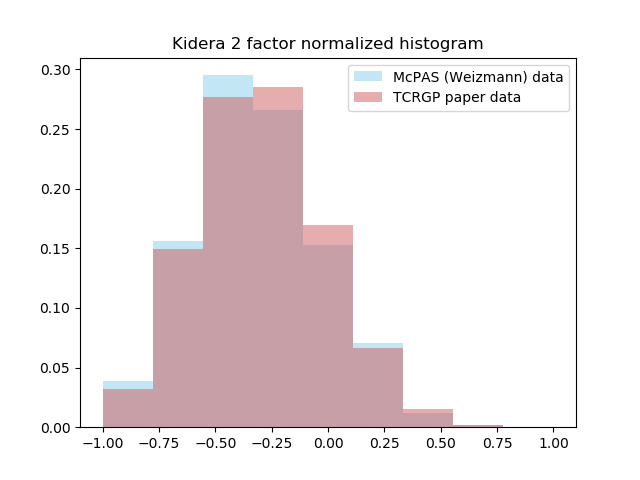 Kidera 2 factor normalized histogram
McPAS (Weizmann) data
TCRGP paper data
0.30
0.25
0.20
0.15
0.10
0.05
0.00
−1.00 −0.75 −0.50 −0.25 0.00 0.25 0.50 0.75 1.00